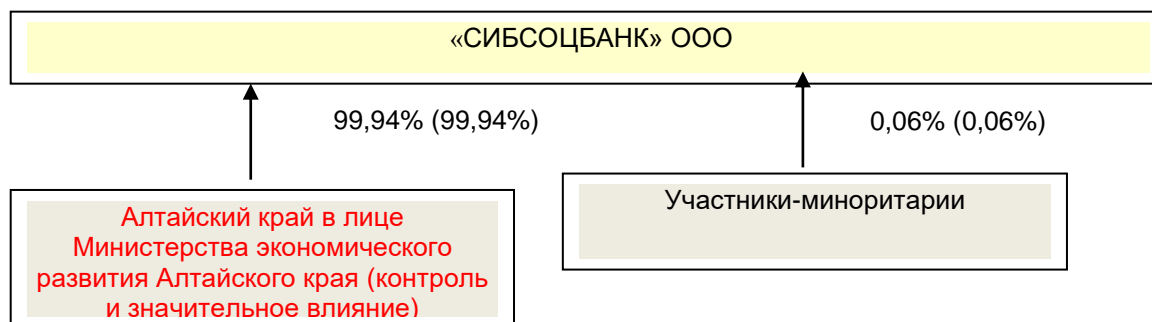 «СИБСОЦБАНК» ООО
99,94% (99,94%)
0,06% (0,06%)
Алтайский край в лице
Министерства экономического
развития Алтайского края (контроль
и значительное влияние)
Участники-миноритарии